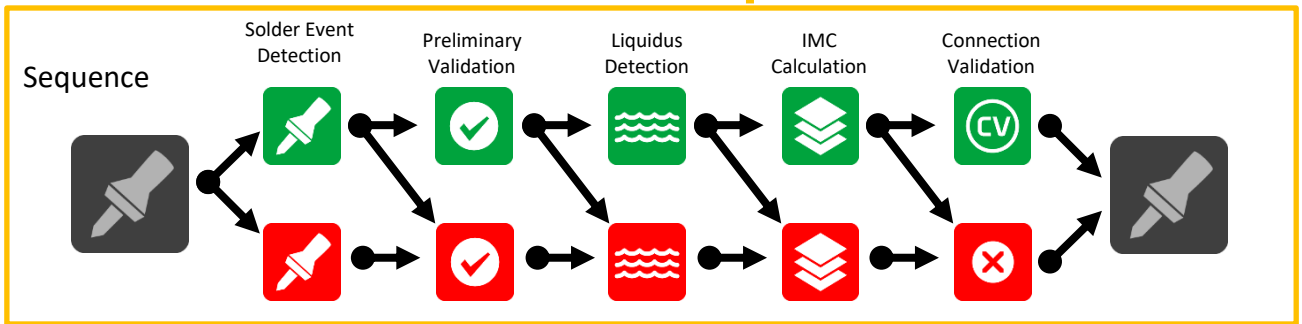 Sequence
Solder Event
Detection
Preliminary
Validation
Liquidus
Detection
IMC
Calculation
Connection
Validation
CV